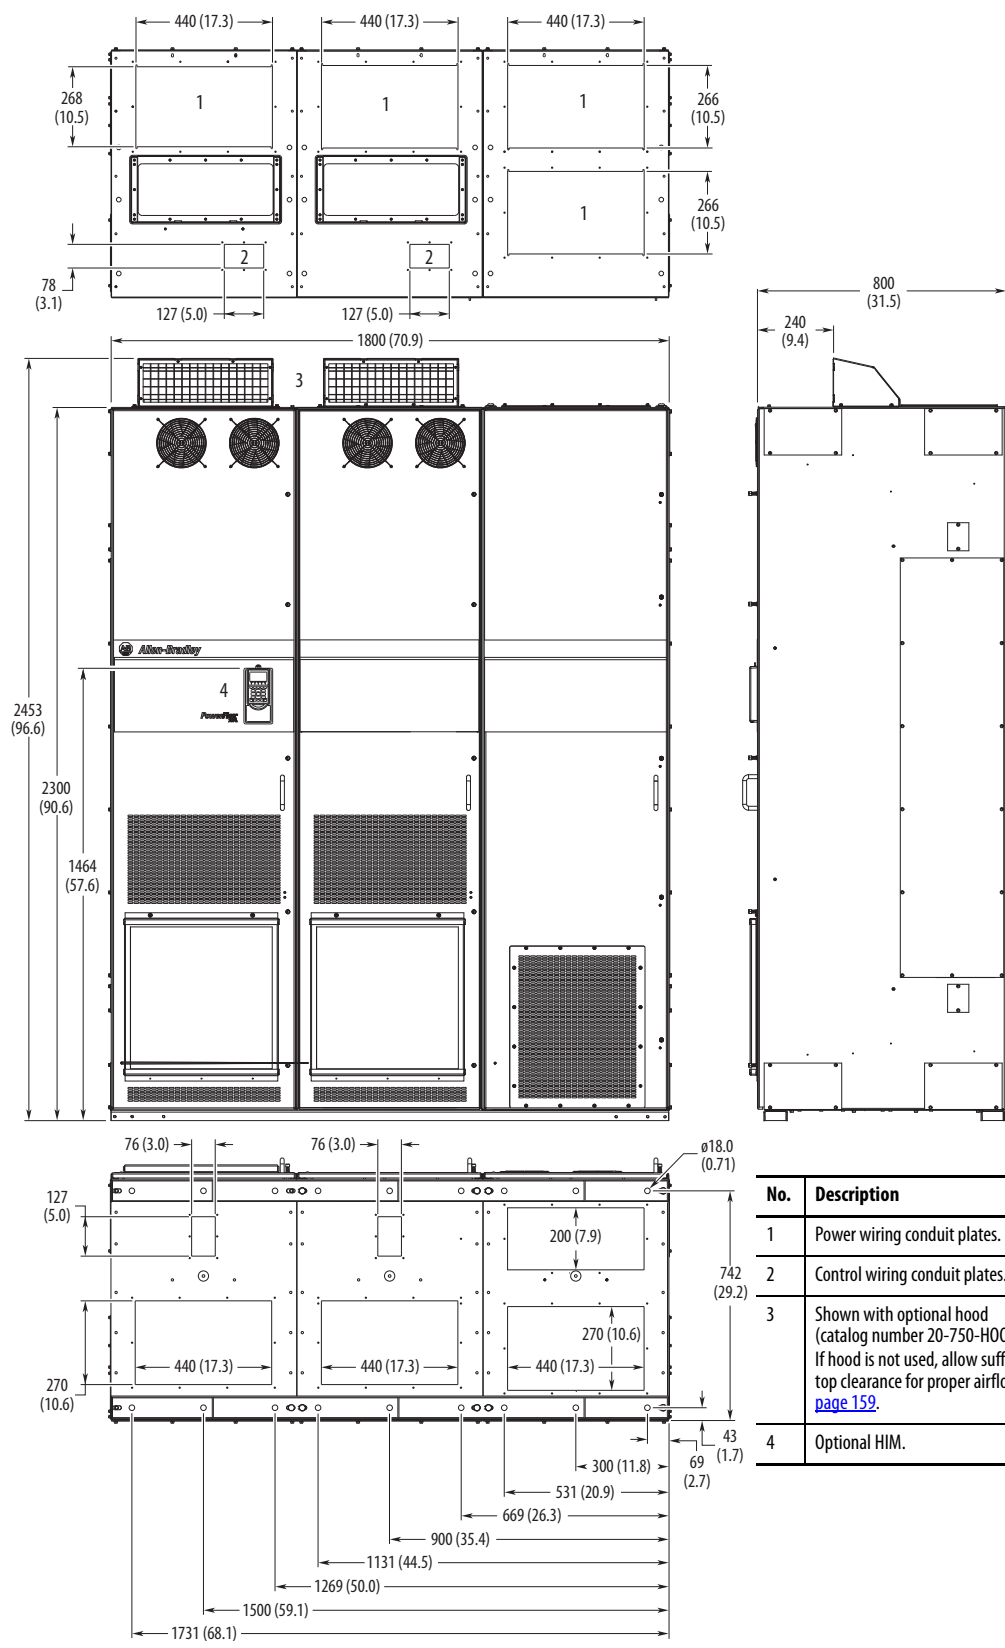 440 (17.3) 440 (17.3) 440 (17.3)
268
(10.5)
1 1 1
266
(10.5)
1
266
(10.5)
2 2
78
(3.1)
127 (5.0) 127 (5.0)
800
(31.5)
240
(9.4)
1800 (70.9)
3
Allen-Bradley
4
PowerFlex
2453
(96.6)
2300
(90.6)
1464
(57.6)
76 (3.0) 76 (3.0)
ø18.0
(0.71)
127
(5.0)
200 (7.9)
742
(29.2)
270 (10.6)
440 (17.3) 440 (17.3) 440 (17.3)
270
(10.6)
43
(1.7)
69
(2.7)
300 (11.8)
531 (20.9)
669 (26.3)
900 (35.4)
1131 (44.5)
1269 (50.0)
1500 (59.1)
1731 (68.1)
No. Description
1 Power wiring conduit plates.
2 Control wiring conduit plates.
3 Shown with optional hood
(catalog number 20-750-HOO
If hood is not used, allow suff
top clearance for proper airflo
page 159.
4 Optional HIM.